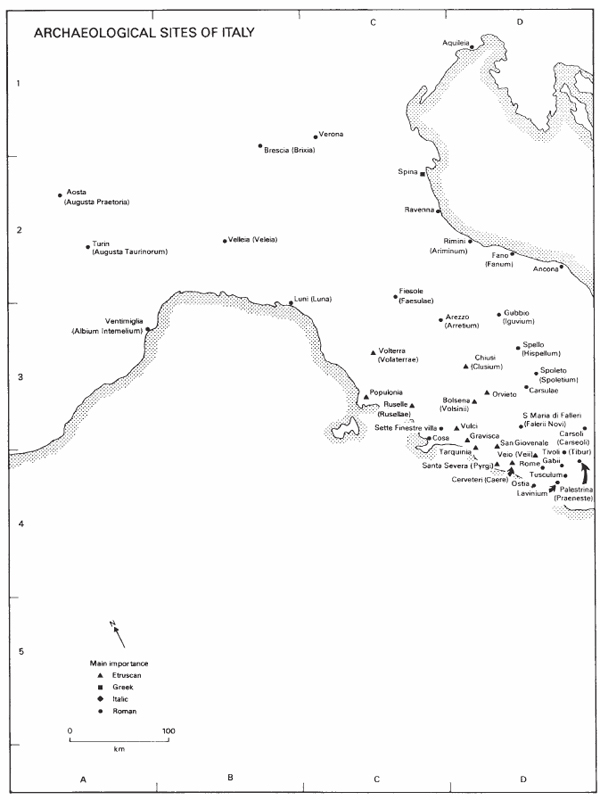 C
D
ARCHAEOLOGICAL SITES OF ITALY
Aquileia
1
Verona
Brescia (Brixia)
Spina
Aosta
(Augusta Praetoria)
Ravenna
2
Turin
(Augusta Taurinorum)
Velleia (Veleia)
Rimini
(Ariminum)
Fano
(Fanum)
Ancona
Luni (Luna)
Fiesole
(Faesulae)
Ventimiglia
(Albium Intemelium)
Arezzo
(Arretium)
Gubbio
(Iguvium)
Volterra
(Volaterrae)
Chiusi
(Clusium)
Spello
(Hispellum)
3
Spoleto
(Spoletium)
Populonia
Orvieto
Carsulae
Ruselle
(Rusellae)
Bolsena
(Volsinii)
S Maria di Falleri
(Falerii Novi)
Sette Finestre villa
Vulci
Carsoli
(Carseoli)
Cosa
Gravisca
San Giovenale
Tarquinia
Veio (Veii)
Tivoli
(Tibur)
Santa Severa (Pyrgi)
Rome
Gabii
Cerveteri (Caere)
Tusculum
Ostia
Lavinium
Palestrina
(Praeneste)
4
N
5
Main importance
Etruscan
Greek
Italic
Roman
0
100
km
A
B
C
D